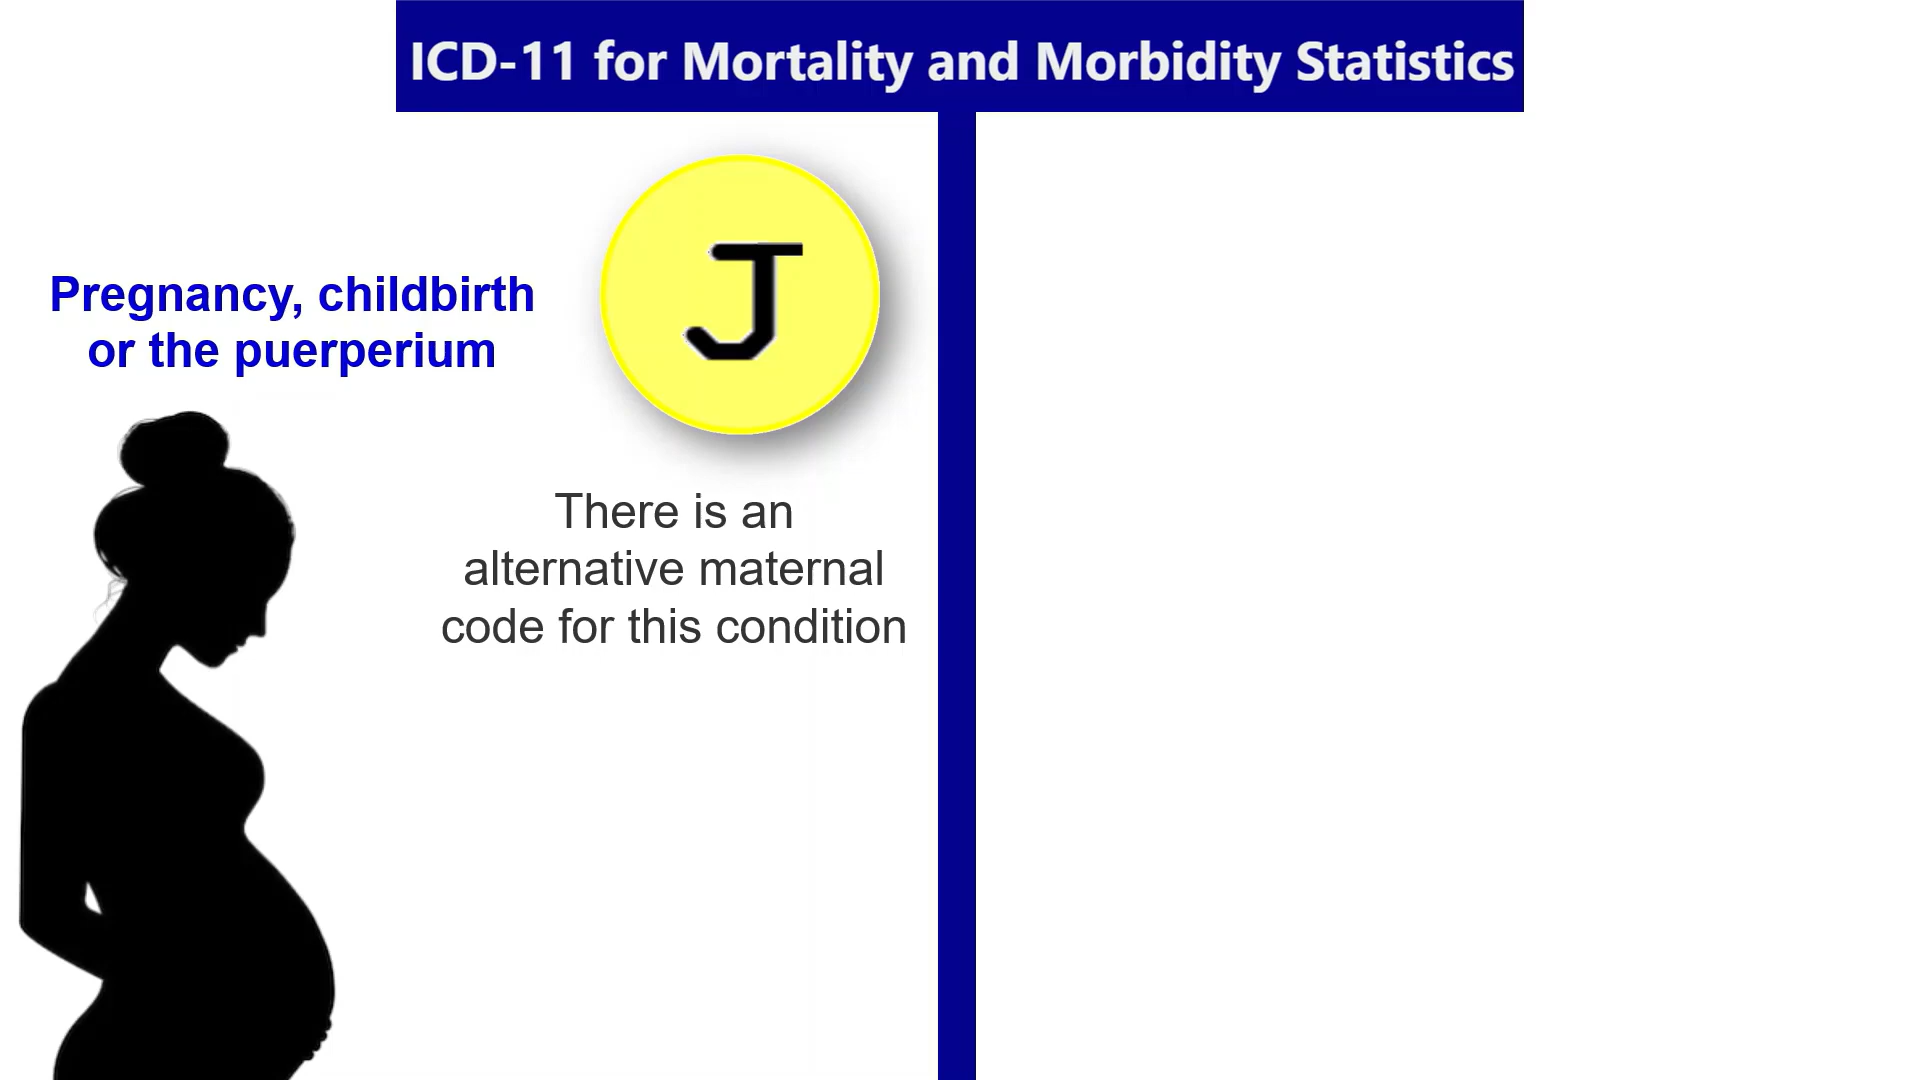 ICD-11 for Mortality and Morbidity Statistics
J
Pregnancy, childbirth
or the puerperium
There is an
alternative maternal
code for this condition